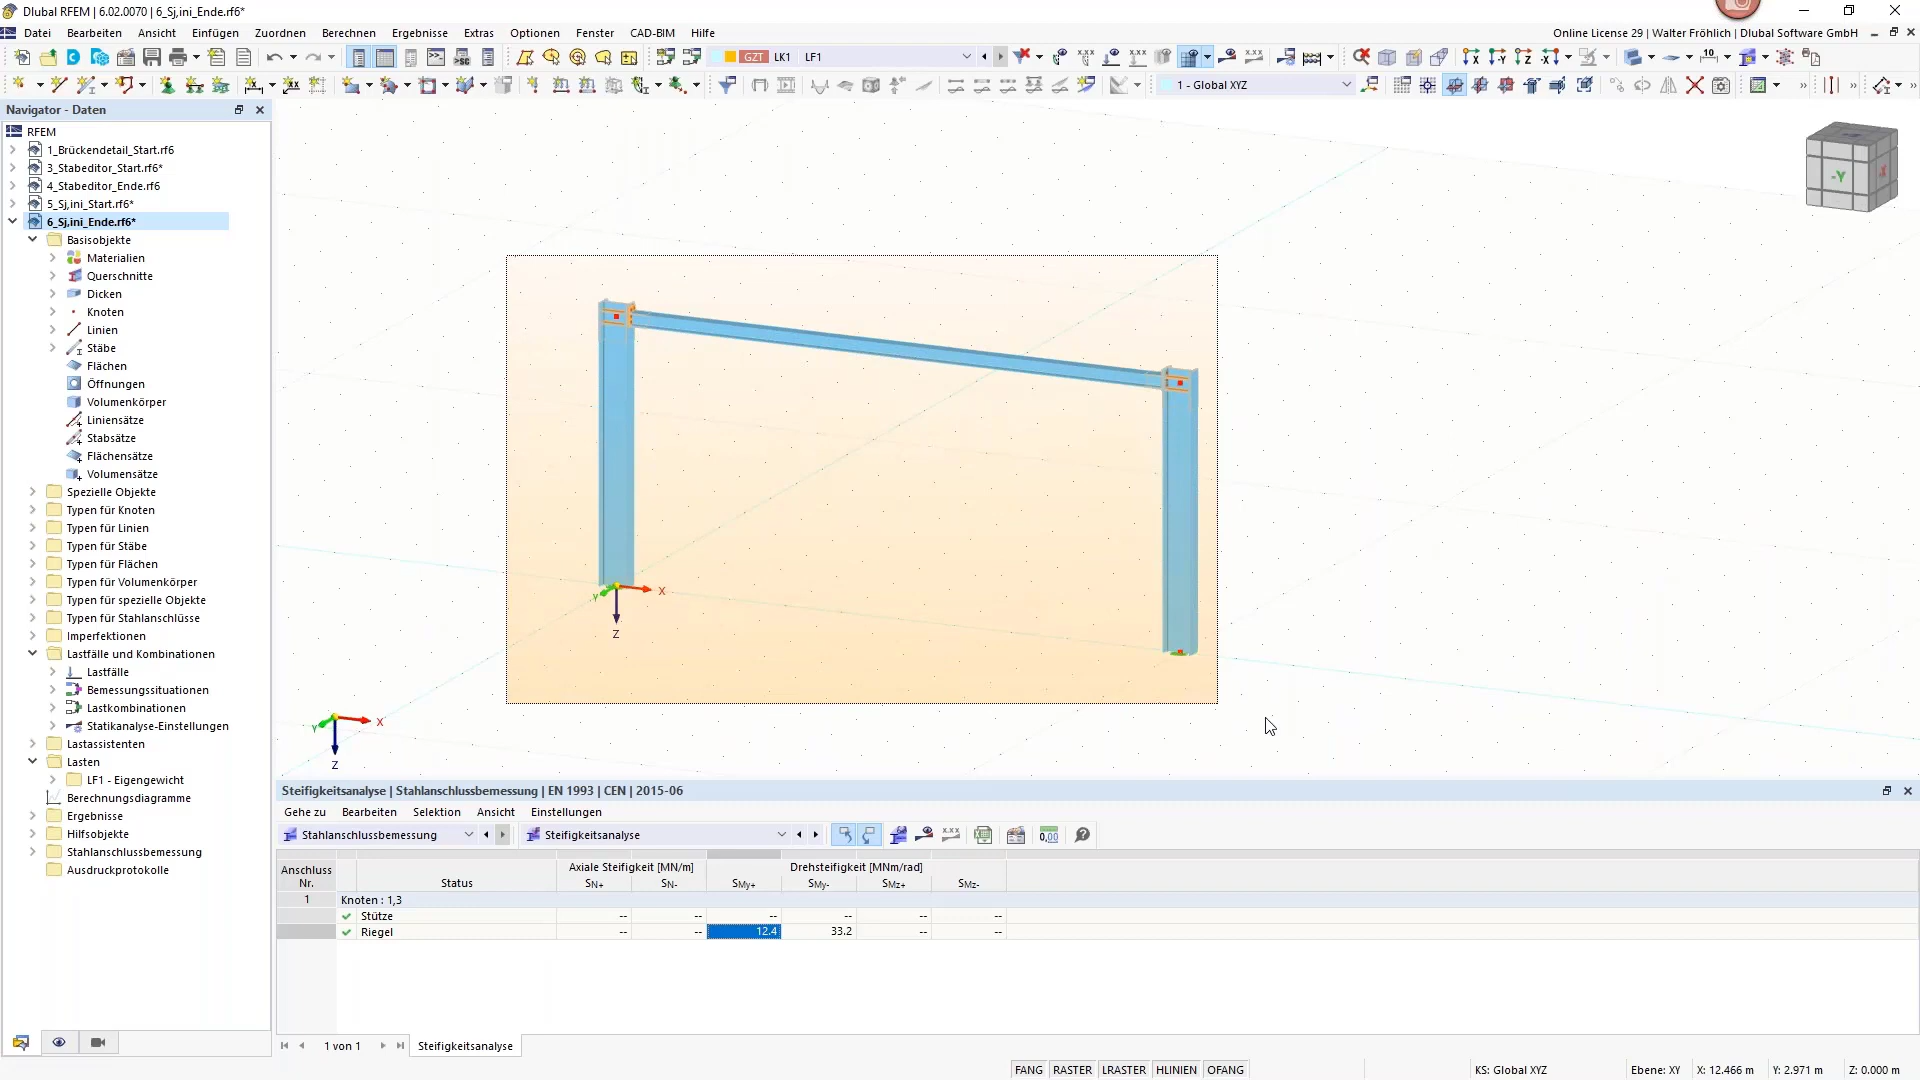 Dlubal RFEM | 6.02.0070 | 6_Sj,ini_Ende.rf6*
Datei Bearbeiten Ansicht Einfügen Zuordnen Berechnen Ergebnisse Extras Optionen Fenster CAD-BIM Hilfe
Online License 29 | Walter Fröhlich | Dlubal Software GmbH
GZT LK1 LF1
1 - Global XYZ
Navigator - Daten
RFEM
1_Brückendetail_Start.rf6
3_Stabeditor_Start.rf6*
4_Stabeditor_Ende.rf6
5_Sj,ini_Start.rf6*
6_Sj,ini_Ende.rf6*
Basisobjekte
Materialien
Querschnitte
Dicken
Knoten
Linien
Stäbe
Flächen
Öffnungen
Volumenkörper
Liniensätze
Stabsätze
Flächensätze
Volumensätze
Spezielle Objekte
Typen für Knoten
Typen für Linien
Typen für Stäbe
Typen für Flächen
Typen für Volumenkörper
Typen für spezielle Objekte
Typen für Stahlanschlüsse
Imperfektionen
Lastfälle und Kombinationen
Lastfälle
Bemessungssituationen
Lastkombinationen
Statikanalyse-Einstellungen
Lastassistenten
Lasten
LF1 - Eigengewicht
Berechnungsdiagramme
Ergebnisse
Hilfsobjekte
Stahlanschlussbemessung
Ausdruckprotokolle
-Y
Y X
Z
Y X
Z
Steifigkeitsanalyse | Stahlanschlussbemessung | EN 1993 | CEN | 2015-06
Gehe zu Bearbeiten Selektion Ansicht Einstellungen
Stahlanschlussbemessung Steifigkeitsanalyse
Anschluss Axiale Steifigkeit [MN/m] Drehsteifigkeit [MNm/rad]
Nr. Status SN+ SN- SMy+ SMy- SMz+ SMz-
1 Knoten : 1,3
Stütze -- -- -- -- -- --
Riegel -- -- 12.4 33.2 -- --
1 von 1 Steifigkeitsanalyse
FANG RASTER LRASTER HLINIEN OFANG KS: Global XYZ Ebene: XY X: 12.466 m Y: 2.971 m Z: 0.000 m